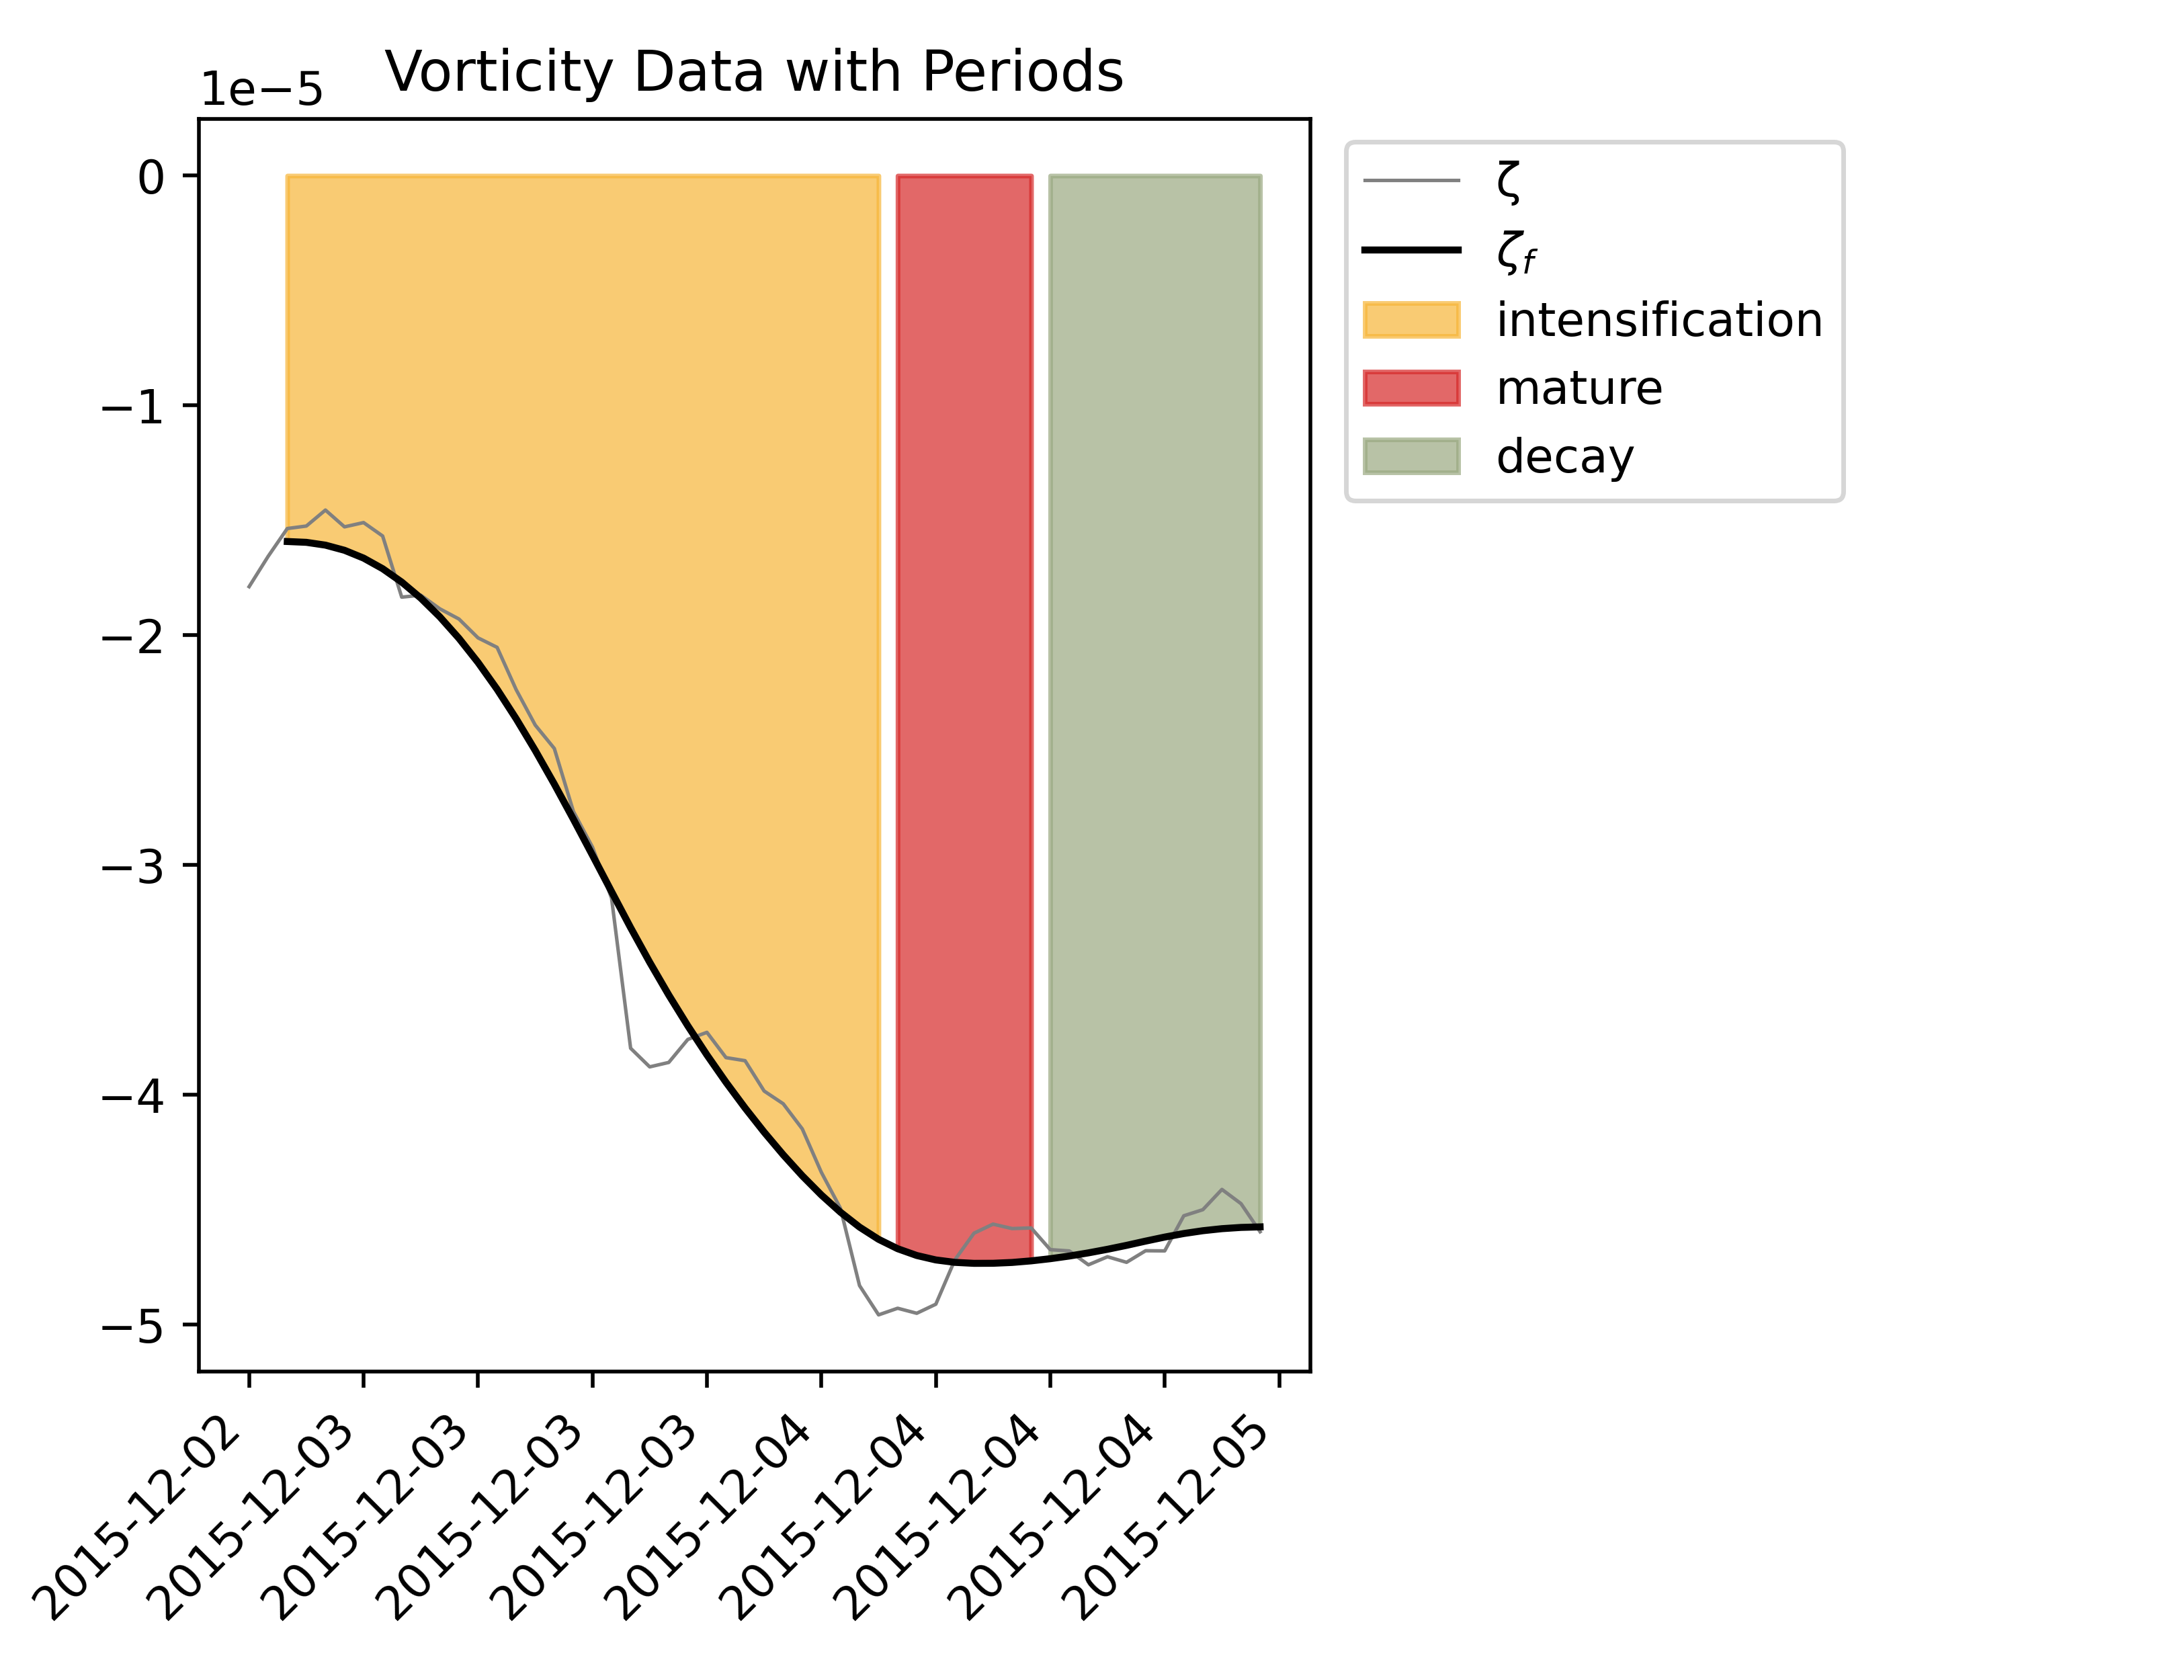 Vorticity Data with Periods
1e−5
0
−1
−2
−3
−4
−5
2015-12-02
2015-12-03
2015-12-03
2015-12-03
2015-12-03
2015-12-04
2015-12-04
2015-12-04
2015-12-04
2015-12-05
ζ
ζf
intensification
mature
decay